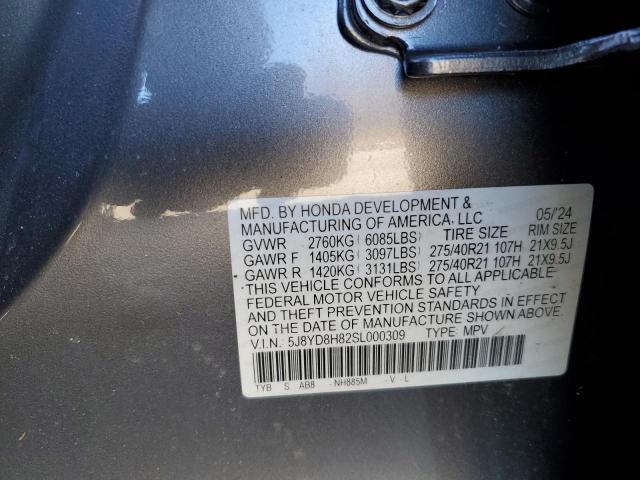 MFD. BY HONDA DEVELOPMENT &
MANUFACTURING OF AMERICA, LLC 05/'24
GVWR 2760KG 6085LBS TIRE SIZE RIM SIZE
GAWR F 1405KG 3097LBS 275/40R21 107H 21X9.5J
GAWR R 1420KG 3131LBS 275/40R21 107H 21X9.5J
THIS VEHICLE CONFORMS TO ALL APPLICABLE
FEDERAL MOTOR VEHICLE SAFETY
AND THEFT PREVENTION STANDARDS IN EFFECT
ON THE DATE OF MANUFACTURE SHOWN ABOVE.
V.I.N. 5J8YD8H82SL000309 TYPE: MPV
TYB S AB8 -NH885M -V -L